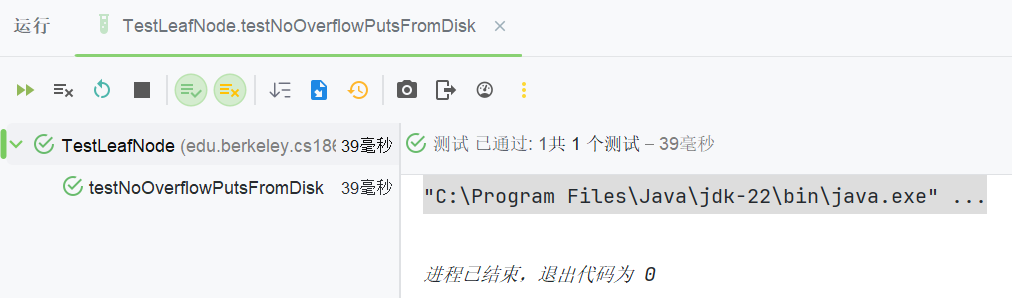 运行 TestLeafNode.testNoOverflowPutsFromDisk
TestLeafNode (edu.berkeley.cs186 39毫秒
testNoOverflowPutsFromDisk 39毫秒
测试 已通过: 1共 1 个测试 – 39毫秒
"C:\Program Files\Java\jdk-22\bin\java.exe" ...
进程已结束，退出代码为 0